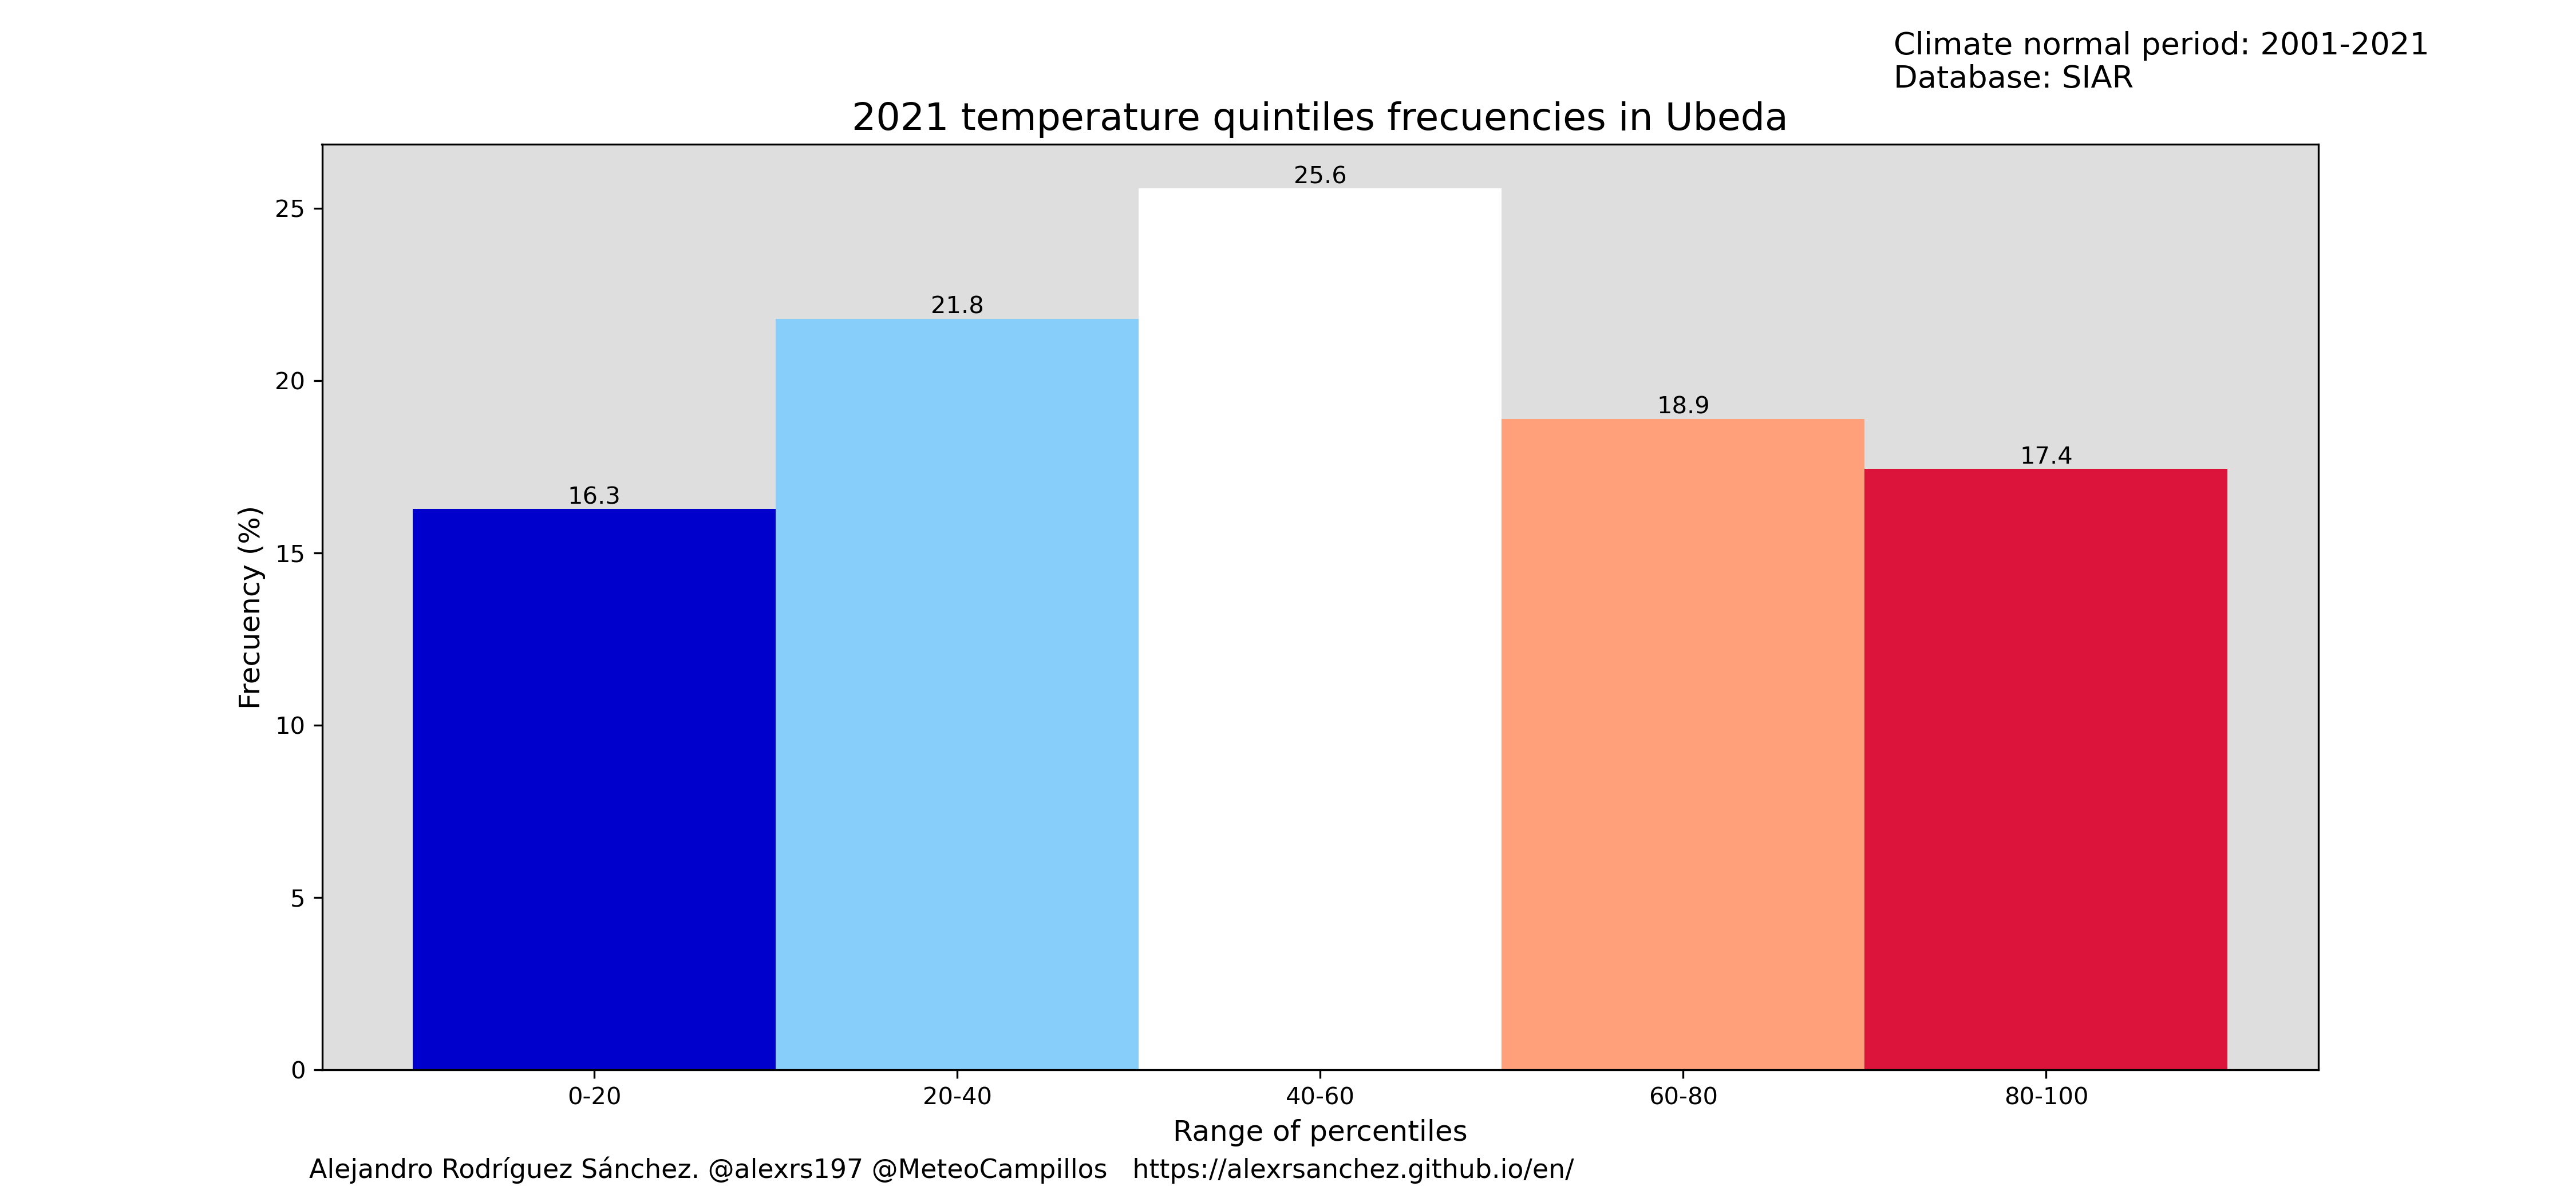 Climate normal period: 2001-2021
Database: SIAR
2021 temperature quintiles frecuencies in Ubeda
25.6
25
21.8
20
18.9
17.4
16.3
15
Frecuency (%)
10
5
0
0-20 20-40 40-60 60-80 80-100
Range of percentiles
Alejandro Rodríguez Sánchez. @alexrs197 @MeteoCampillos https://alexrsanchez.github.io/en/